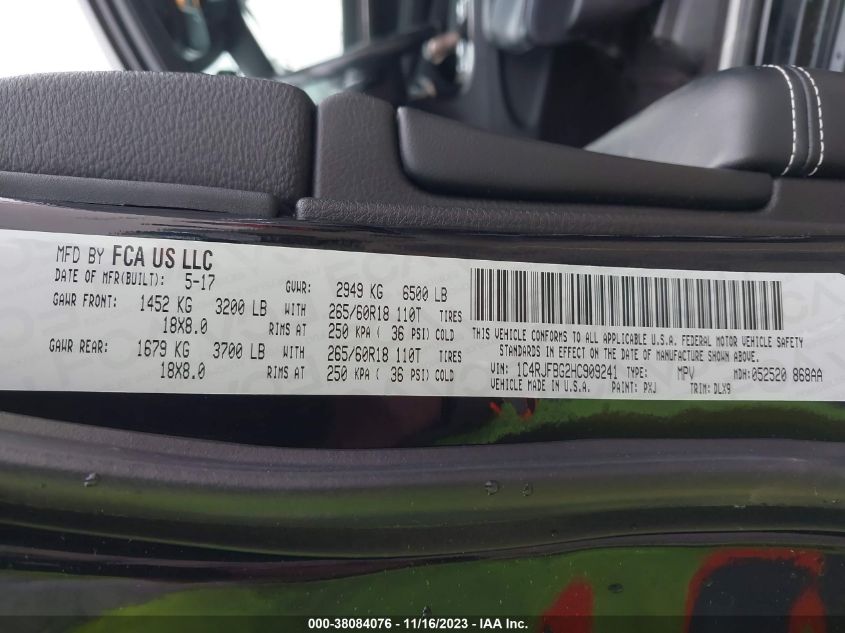 MFD BY FCA US LLC
DATE OF MFR(BUILT): 5-17 GVWR: 2949 KG 6500 LB
GAWR FRONT: 1452 KG 3200 LB WITH 265/60R18 110T TIRES
18X8.0 RIMS AT 250 KPA ( 36 PSI) COLD
GAWR REAR: 1679 KG 3700 LB WITH 265/60R18 110T TIRES
18X8.0 RIMS AT 250 KPA ( 36 PSI) COLD
THIS VEHICLE CONFORMS TO ALL APPLICABLE U.S.A. FEDERAL MOTOR VEHICLE SAFETY
STANDARDS IN EFFECT ON THE DATE OF MANUFACTURE SHOWN ABOVE.
VIN: 1C4RJFBG2HC909241 TYPE: MPV MDH: 052520 868AA
VEHICLE MADE IN U.S.A. PAINT: PXJ TRIM: DLX9
000-38084076 - 11/16/2023 - IAA Inc.